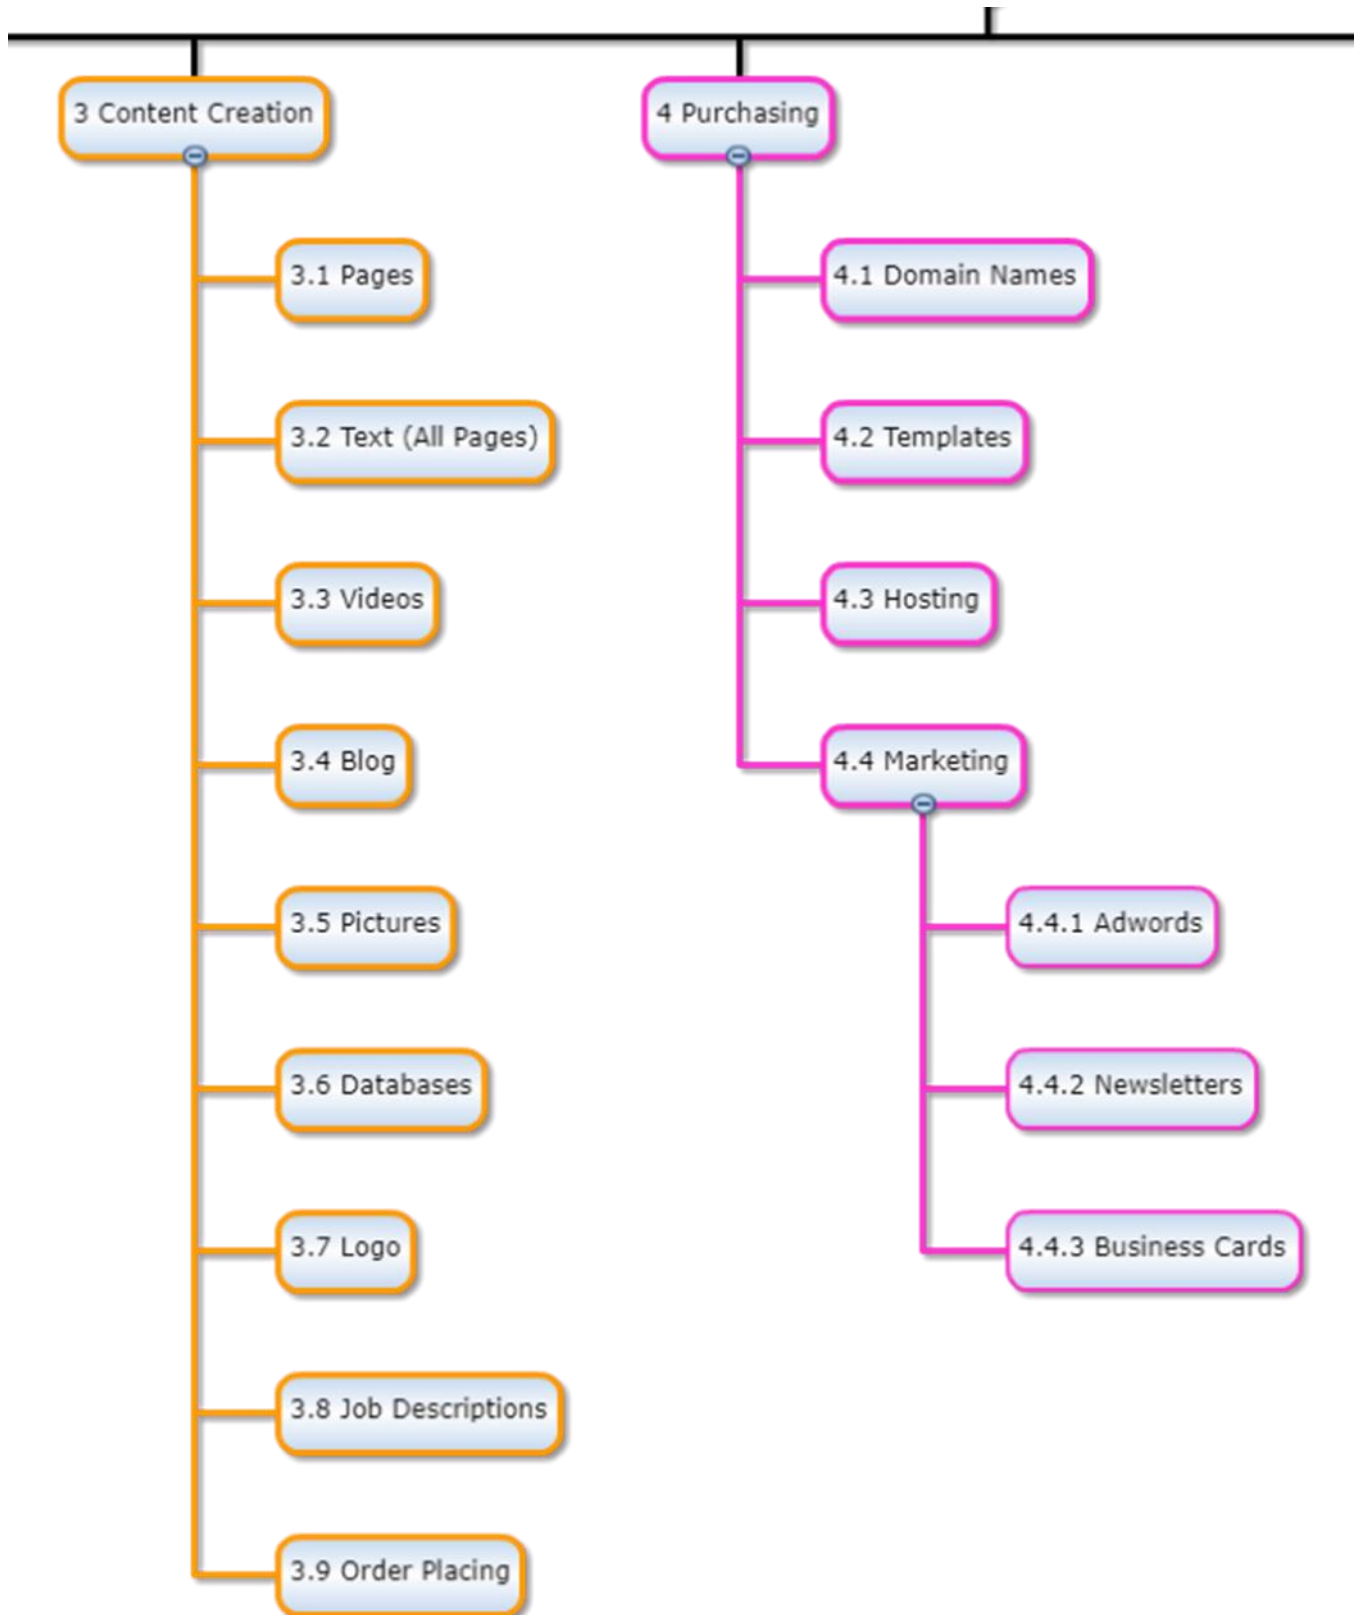 3 Content Creation
3.1 Pages
3.2 Text (All Pages)
3.3 Videos
3.4 Blog
3.5 Pictures
3.6 Databases
3.7 Logo
3.8 Job Descriptions
3.9 Order Placing
4 Purchasing
4.1 Domain Names
4.2 Templates
4.3 Hosting
4.4 Marketing
4.4.1 Adwords
4.4.2 Newsletters
4.4.3 Business Cards